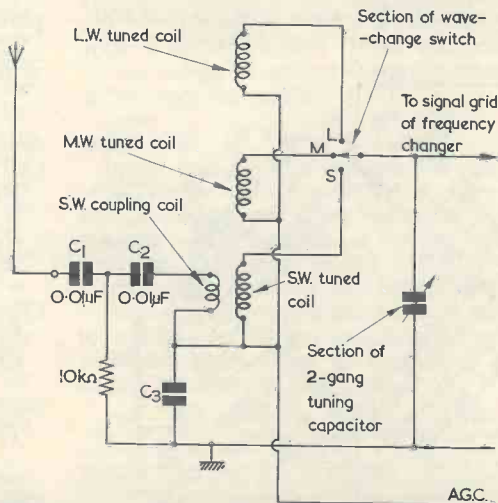 L.W. tuned coil
Section of wave-
-change switch
To signal grid
of frequency
changer
L
M
S
M.W. tuned coil
S.W. coupling coil
C1
C2
0·01µF
0·01µF
S.W. tuned
coil
10kΩ
C3
Section of
2-gang
tuning
capacitor
A.G.C.